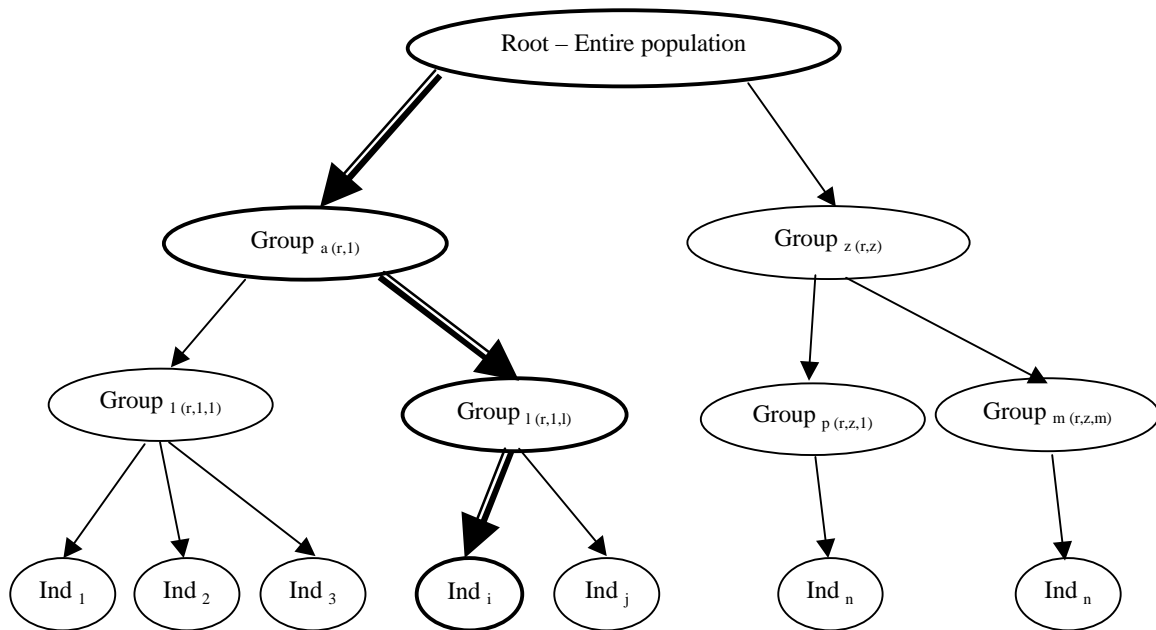 Root – Entire population
Group a (r,1)
Group z (r,z)
Group 1 (r,1,1)
Group l (r,1,l)
Group p (r,z,1)
Group m (r,z,m)
Ind 1
Ind 2
Ind 3
Ind i
Ind j
Ind n
Ind n